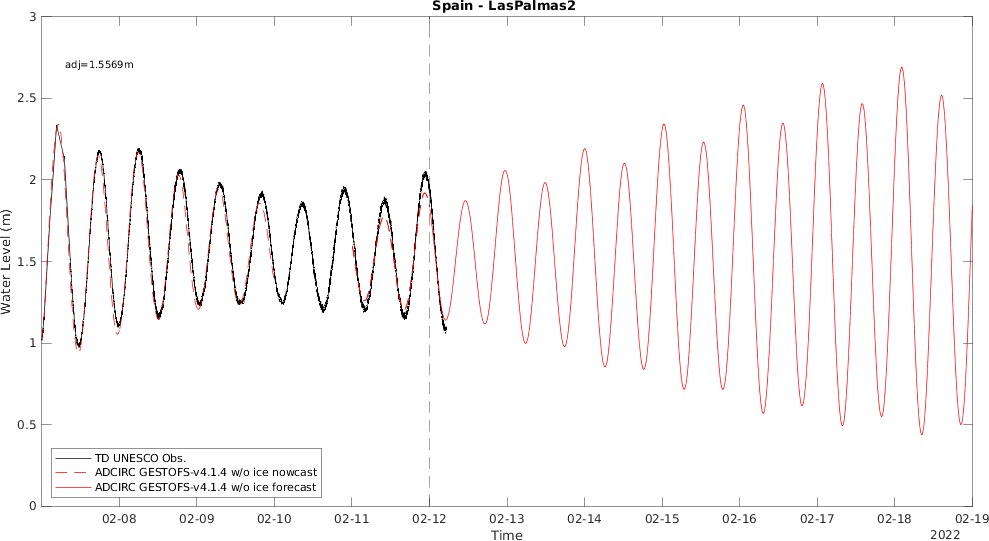 Spain - LasPalmas2
3
adj=1.5569m
2.5
2
Water Level (m)
1.5
1
0.5
TD UNESCO Obs.
ADCIRC GESTOFS-v4.1.4 w/o ice nowcast
ADCIRC GESTOFS-v4.1.4 w/o ice forecast
0
02-08 02-09 02-10 02-11 02-12 02-13 02-14 02-15 02-16 02-17 02-18 02-19
Time
2022